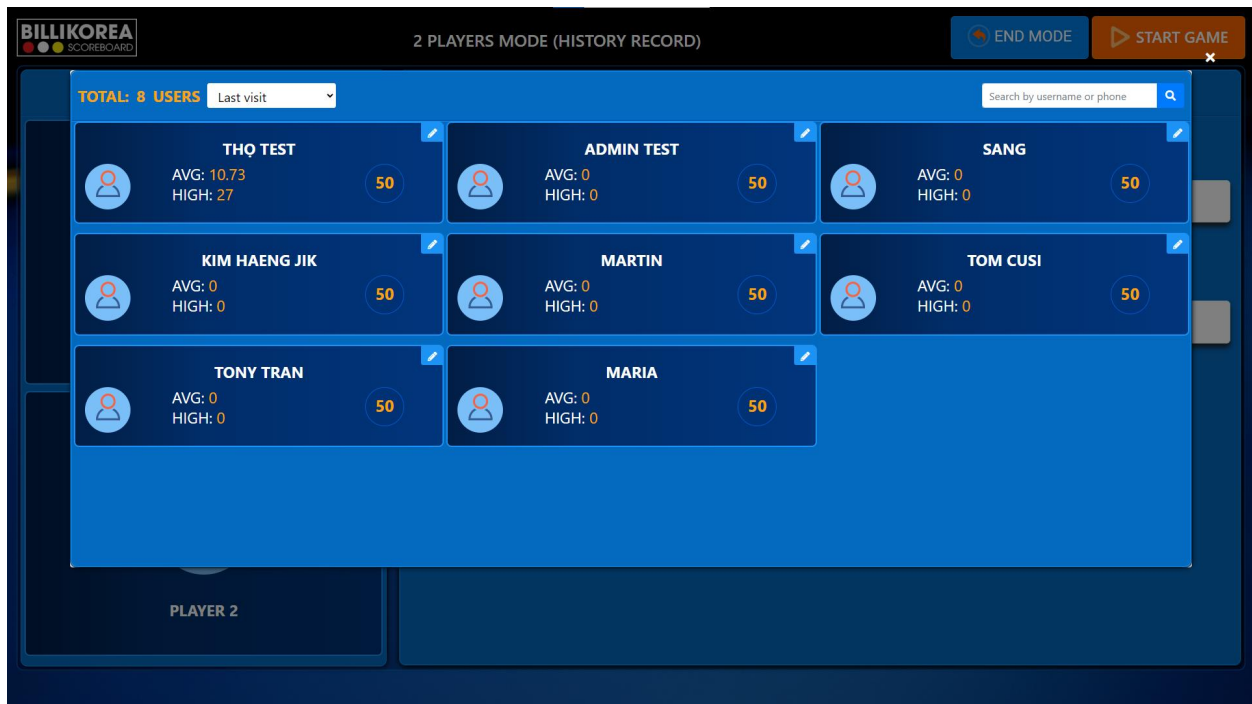 BILLIKOREA
SCOREBOARD
2 PLAYERS MODE (HISTORY RECORD)
END MODE
START GAME
×
TOTAL: 8 USERS
Last visit
Search by username or phone
THỌ TEST
AVG: 10.73
HIGH: 27
50
ADMIN TEST
AVG: 0
HIGH: 0
50
SANG
AVG: 0
HIGH: 0
50
KIM HAENG JIK
AVG: 0
HIGH: 0
50
MARTIN
AVG: 0
HIGH: 0
50
TOM CUSI
AVG: 0
HIGH: 0
50
TONY TRAN
AVG: 0
HIGH: 0
50
MARIA
AVG: 0
HIGH: 0
50
PLAYER 2